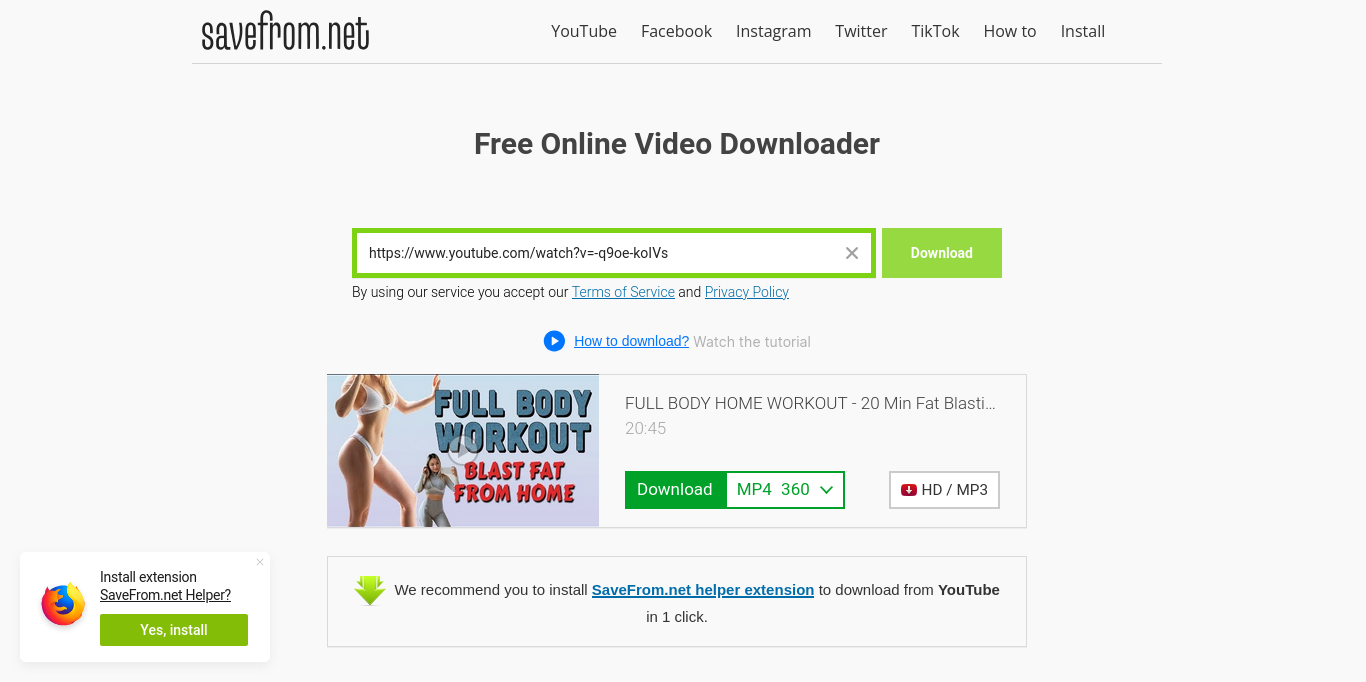 savefrom.net
YouTube Facebook Instagram Twitter TikTok How to Install
Free Online Video Downloader
https://www.youtube.com/watch?v=-q9oe-koIVs
Download
By using our service you accept our Terms of Service and Privacy Policy
How to download? Watch the tutorial
FULL BODY
WORKOUT
BLAST FAT
FROM HOME
FULL BODY HOME WORKOUT - 20 Min Fat Blasti...
20:45
Download MP4 360
HD / MP3
We recommend you to install SaveFrom.net helper extension to download from YouTube
in 1 click.
Install extension
SaveFrom.net Helper?
Yes, install